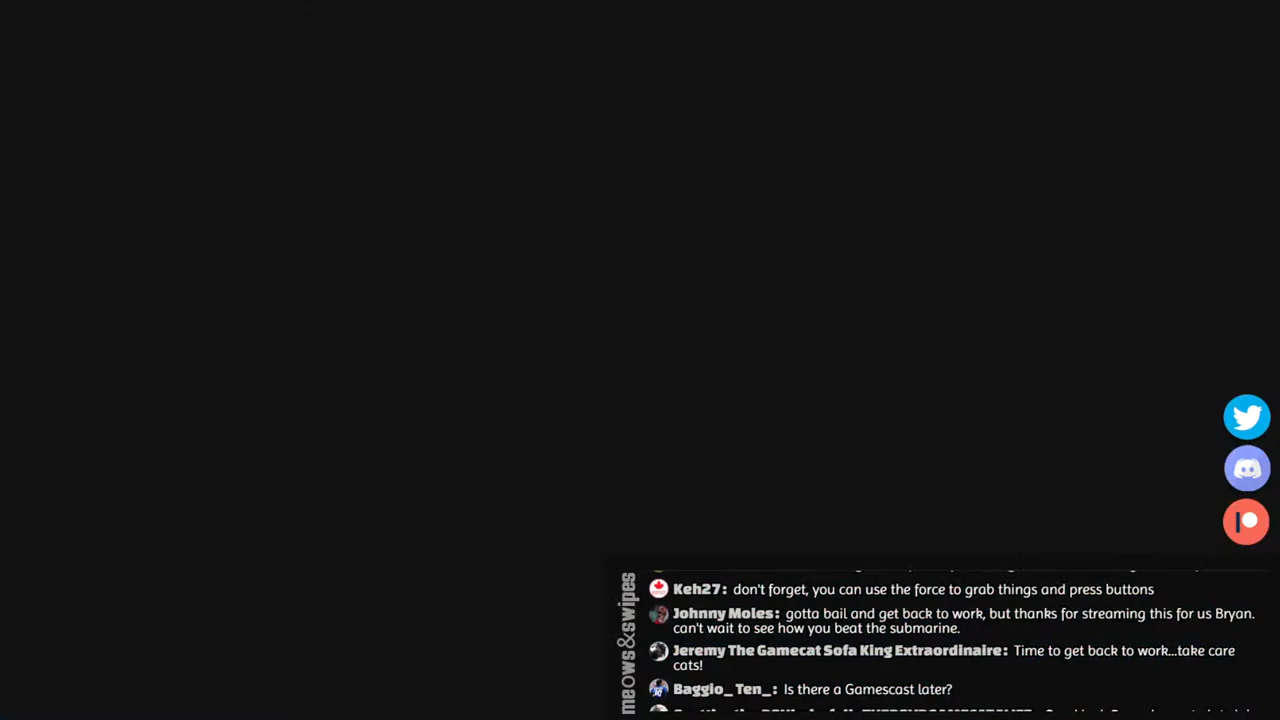 Keh27: don't forget, you can use the force to grab things and press buttons
Johnny Moles: gotta bail and get back to work, but thanks for streaming this for us Bryan.
can't wait to see how you beat the submarine.
Jeremy The Gamecat Sofa King Extraordinaire: Time to get back to work...take care
cats!
Baggio_Ten_: Is there a Gamescast later?
meows&swipes